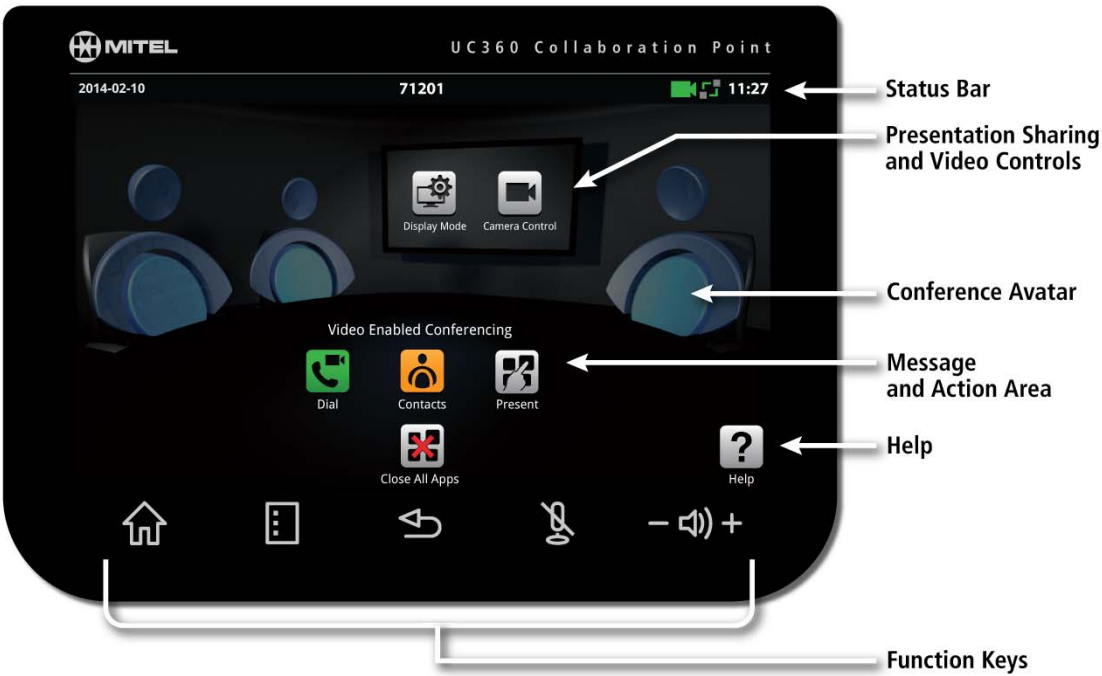 MITEL
UC360 Collaboration Point
2014-02-10
71201
11:27
Status Bar
Presentation Sharing
and Video Controls
Display Mode
Camera Control
Conference Avatar
Video Enabled Conferencing
Dial
Contacts
Present
Message
and Action Area
Close All Apps
?
Help
Help
Function Keys